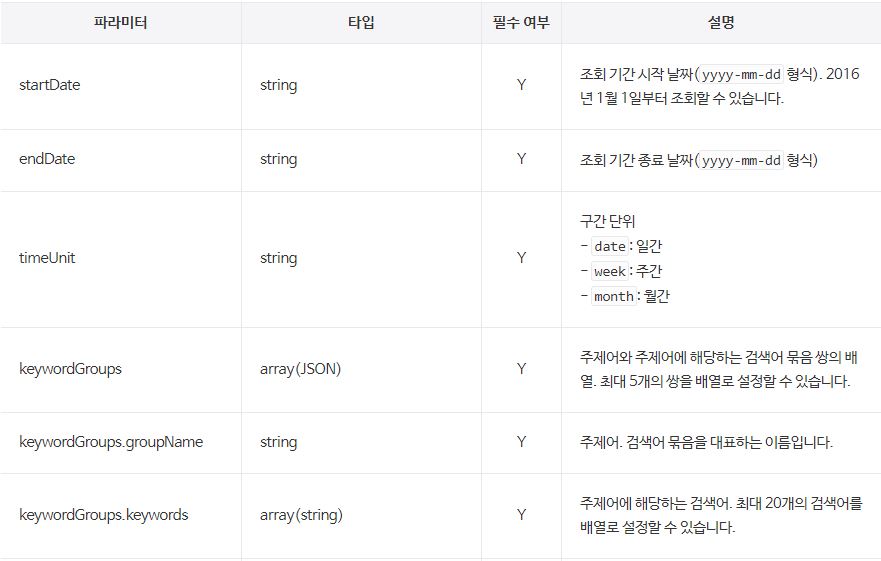 파라미터 타입 필수 여부 설명
startDate string Y 조회 기간 시작 날짜(yyyy-mm-dd 형식). 2016
년 1월 1일부터 조회할 수 있습니다.
endDate string Y 조회 기간 종료 날짜(yyyy-mm-dd 형식)
timeUnit string Y 구간 단위
- date: 일간
- week: 주간
- month: 월간
keywordGroups array(JSON) Y 주제어와 주제어에 해당하는 검색어 묶음 쌍의 배
열. 최대 5개의 쌍을 배열로 설정할 수 있습니다.
keywordGroups.groupName string Y 주제어. 검색어 묶음을 대표하는 이름입니다.
keywordGroups.keywords array(string) Y 주제어에 해당하는 검색어. 최대 20개의 검색어를
배열로 설정할 수 있습니다.